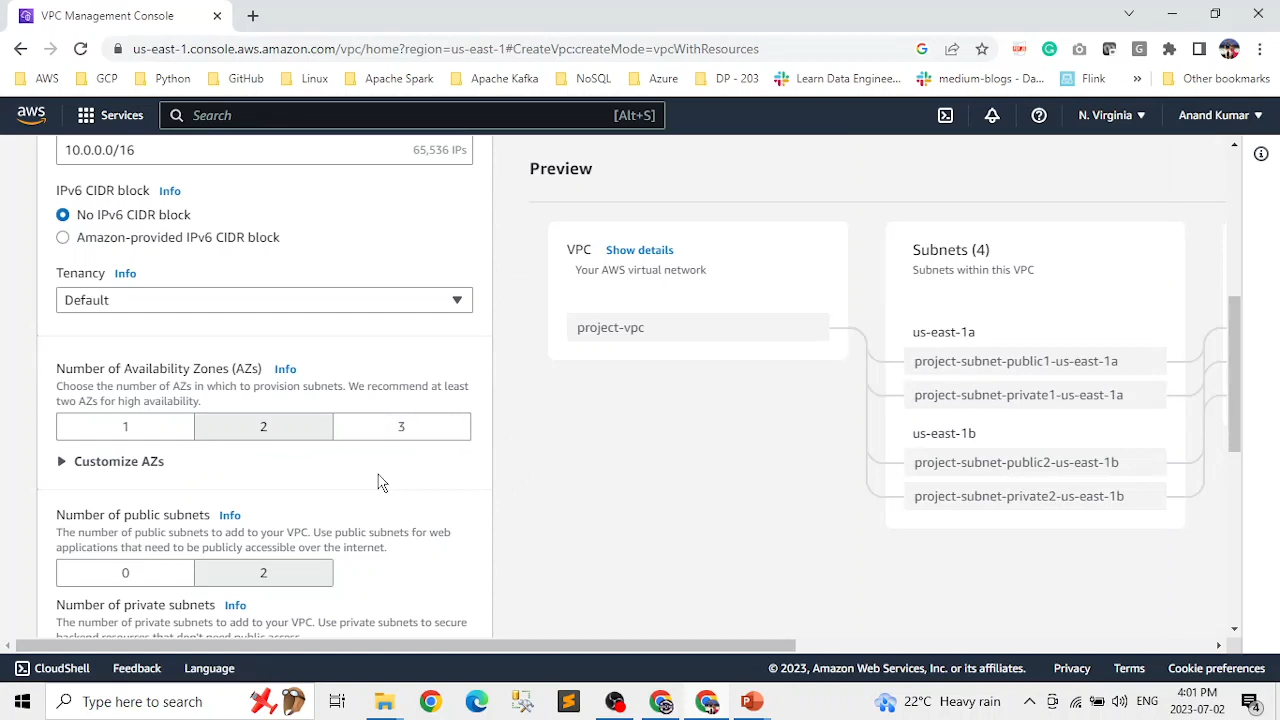 VPC Management Console
us-east-1.console.aws.amazon.com/vpc/home?region=us-east-1#CreateVpc:createMode=vpcWithResources
AWS GCP Python GitHub Linux Apache Spark Apache Kafka NoSQL Azure DP - 203 Learn Data Enginee... medium-blogs - Da... Flink » Other bookmarks
aws Services Search [Alt+S] N. Virginia Anand Kumar
10.0.0.0/16 65,536 IPs
IPv6 CIDR block Info
No IPv6 CIDR block
Amazon-provided IPv6 CIDR block
Tenancy Info
Default
Number of Availability Zones (AZs) Info
Choose the number of AZs in which to provision subnets. We recommend at least
two AZs for high availability.
1 2 3
Customize AZs
Number of public subnets Info
The number of public subnets to add to your VPC. Use public subnets for web
applications that need to be publicly accessible over the internet.
0 2
Number of private subnets Info
The number of private subnets to add to your VPC. Use private subnets to secure
backend resources that don't need public access.
Preview
VPC Show details
Your AWS virtual network
project-vpc
Subnets (4)
Subnets within this VPC
us-east-1a
project-subnet-public1-us-east-1a
project-subnet-private1-us-east-1a
us-east-1b
project-subnet-public2-us-east-1b
project-subnet-private2-us-east-1b
CloudShell Feedback Language © 2023, Amazon Web Services, Inc. or its affiliates. Privacy Terms Cookie preferences
Type here to search 22°C Heavy rain ENG 4:01 PM
2023-07-02 4